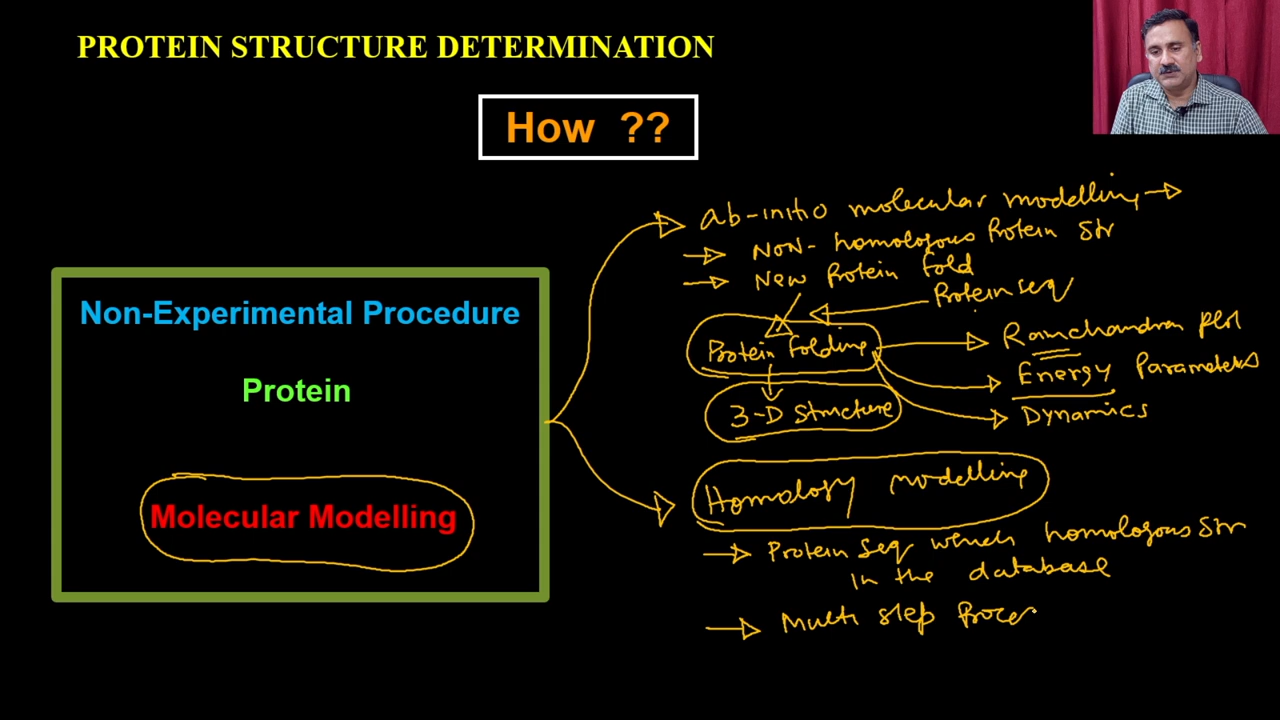 PROTEIN STRUCTURE DETERMINATION
How ??
Non-Experimental Procedure
Protein
Molecular Modelling
ab-initio molecular modelling
Non-homologous Protein Str
New Protein fold
Protein seq
Protein folding
3-D Structure
Ramchandran Plot
Energy Parameters
Dynamics
Homology modelling
Protein seq which homologous Str
in the database
Multi step Proces